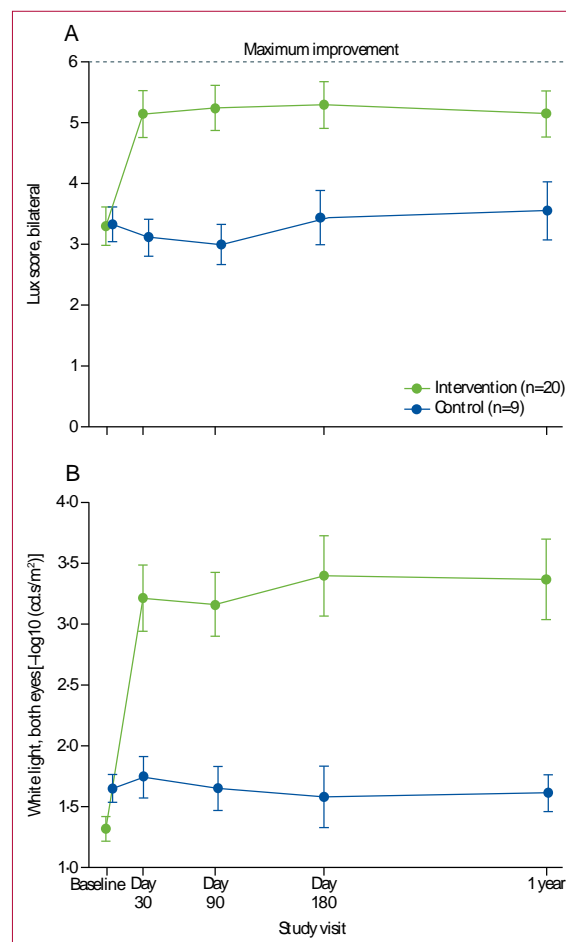 A
Maximum improvement
6
5
4
3
2
1
0
Lux score, bilateral
Intervention (n=20)
Control (n=9)
B
4·0
3·5
3·0
2·5
2·0
1·5
1·0
White light, both eyes [–log10 (cd.s/m²)]
Baseline Day 30 Day 90 Day 180 1 year
Study visit